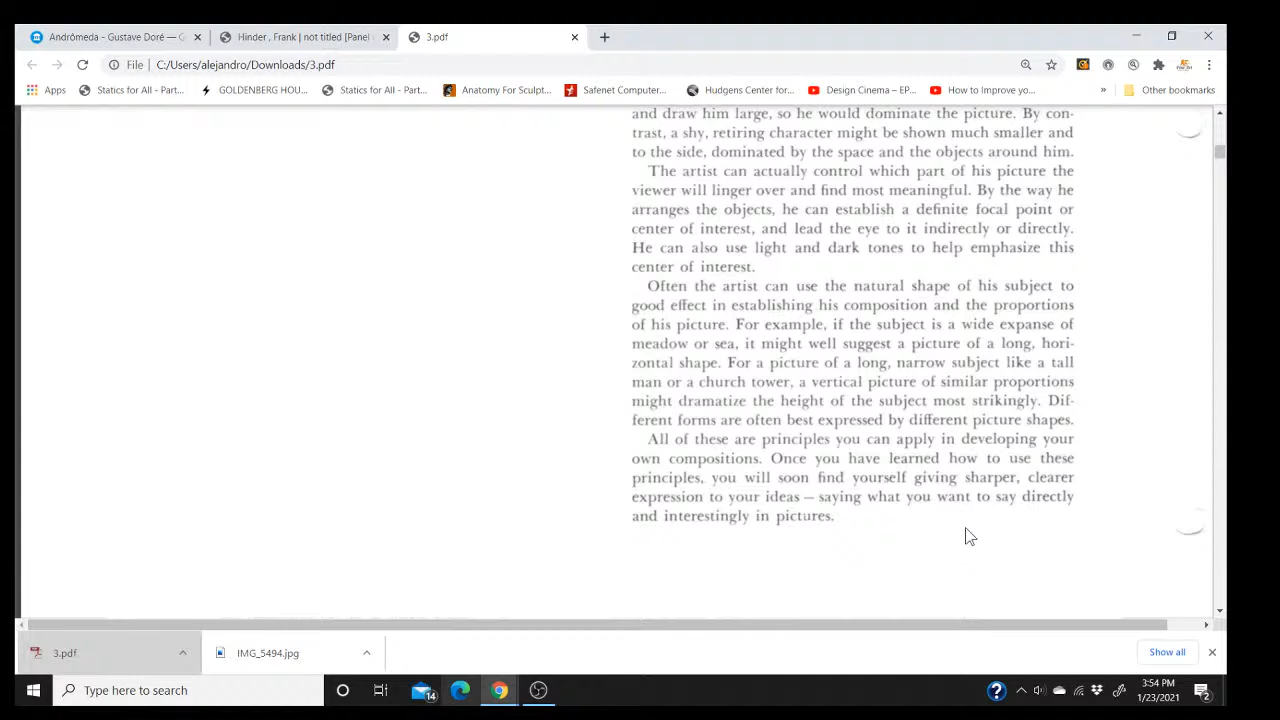 Andrômeda - Gustave Doré — G
Hinder , Frank | not titled [Panel
3.pdf
File | C:/Users/alejandro/Downloads/3.pdf
Apps
Statics for All - Part...
GOLDENBERG HOU...
Statics for All - Part...
Anatomy For Sculpt...
Safenet Computer...
Hudgens Center for...
Design Cinema – EP...
How to Improve yo...
»
Other bookmarks
and draw him large, so he would dominate the picture. By con-
trast, a shy, retiring character might be shown much smaller and
to the side, dominated by the space and the objects around him.
The artist can actually control which part of his picture the
viewer will linger over and find most meaningful. By the way he
arranges the objects, he can establish a definite focal point or
center of interest, and lead the eye to it indirectly or directly.
He can also use light and dark tones to help emphasize this
center of interest.
Often the artist can use the natural shape of his subject to
good effect in establishing his composition and the proportions
of his picture. For example, if the subject is a wide expanse of
meadow or sea, it might well suggest a picture of a long, hori-
zontal shape. For a picture of a long, narrow subject like a tall
man or a church tower, a vertical picture of similar proportions
might dramatize the height of the subject most strikingly. Dif-
ferent forms are often best expressed by different picture shapes.
All of these are principles you can apply in developing your
own compositions. Once you have learned how to use these
principles, you will soon find yourself giving sharper, clearer
expression to your ideas – saying what you want to say directly
and interestingly in pictures.
3.pdf
IMG_5494.jpg
Show all
Type here to search
14
3:54 PM
1/23/2021
2